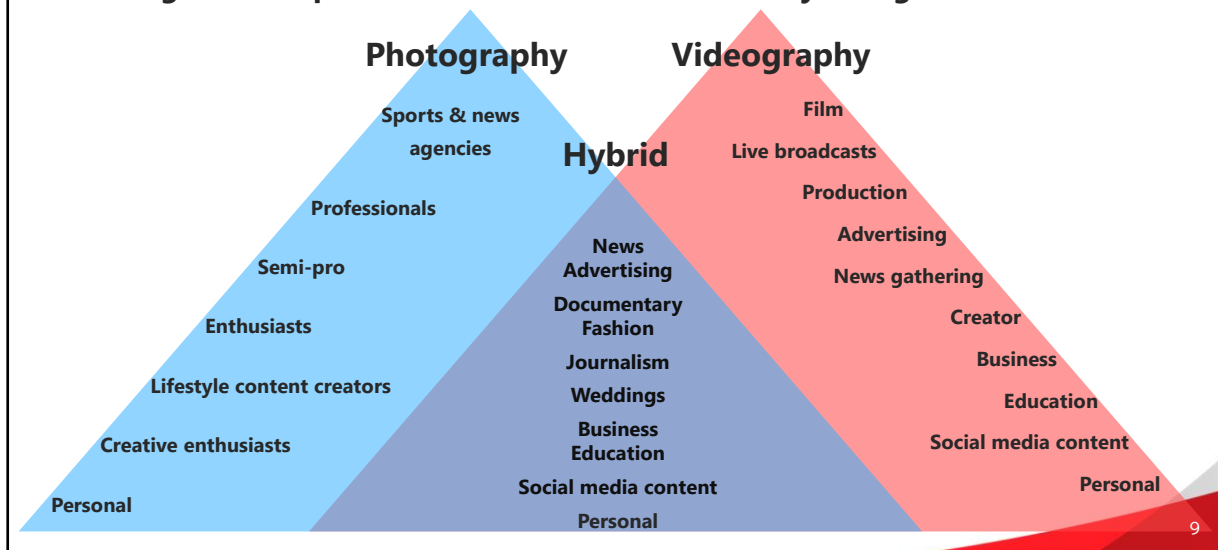 Photography
Videography
Sports & news
agencies
Professionals
Semi-pro
Enthusiasts
Lifestyle content creators
Creative enthusiasts
Personal
Hybrid
News
Advertising
Documentary
Fashion
Journalism
Weddings
Business
Education
Social media content
Personal
Film
Live broadcasts
Production
Advertising
News gathering
Creator
Business
Education
Social media content
Personal
9